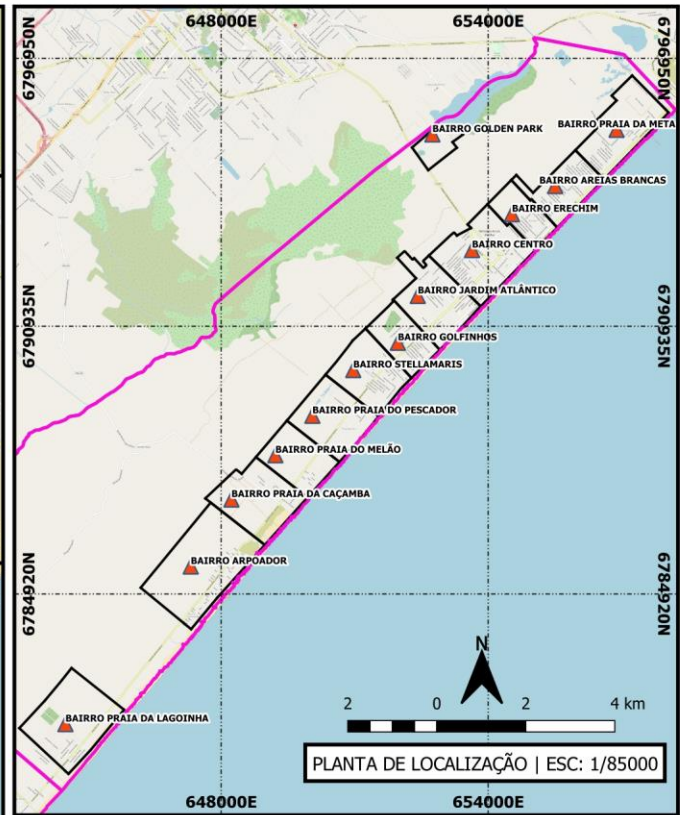 648000E 654000E
6796950N 6796950N
BAIRRO GOLDEN PARK
BAIRRO PRAIA DA META
BAIRRO AREIAS BRANCAS
BAIRRO ERECHIM
BAIRRO CENTRO
BAIRRO JARDIM ATLÂNTICO
6790935N 6790935N
BAIRRO GOLFINHOS
BAIRRO STELLAMARIS
BAIRRO PRAIA DO PESCADOR
BAIRRO PRAIA DO MELÃO
BAIRRO PRAIA DA CAÇAMBA
BAIRRO ARPOADOR
6784920N 6784920N
N
BAIRRO PRAIA DA LAGOINHA
2 0 2 4 km
PLANTA DE LOCALIZAÇÃO | ESC: 1/85000
648000E 654000E